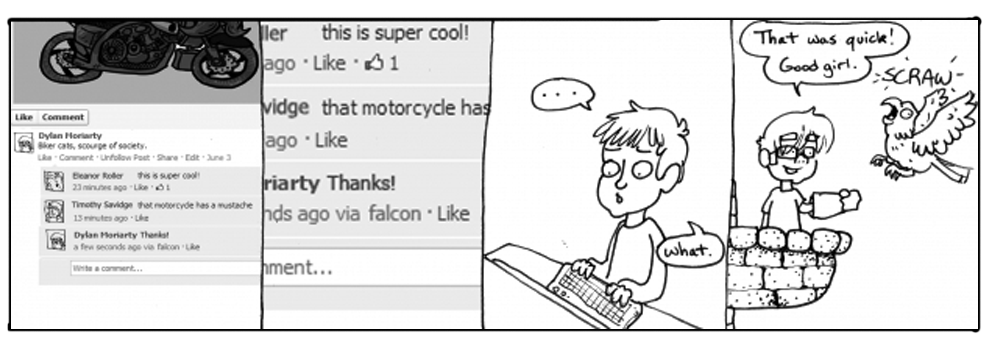 Like Comment
Dylan Moriarty
Biker cats, scourge of society.
Like · Comment · Unfollow Post · Share · Edit · June 3
Eleanor Roller this is super cool!
23 minutes ago · Like · 1
Timothy Savidge that motorcycle has a mustache
13 minutes ago · Like
Dylan Moriarty Thanks!
a few seconds ago via falcon · Like
Write a comment...
ller this is super cool!
ago · Like · 1
vidge that motorcycle has
ago · Like
riarty Thanks!
nds ago via falcon · Like
mment...
...
what.
That was quick!
Good girl.
SCRAW